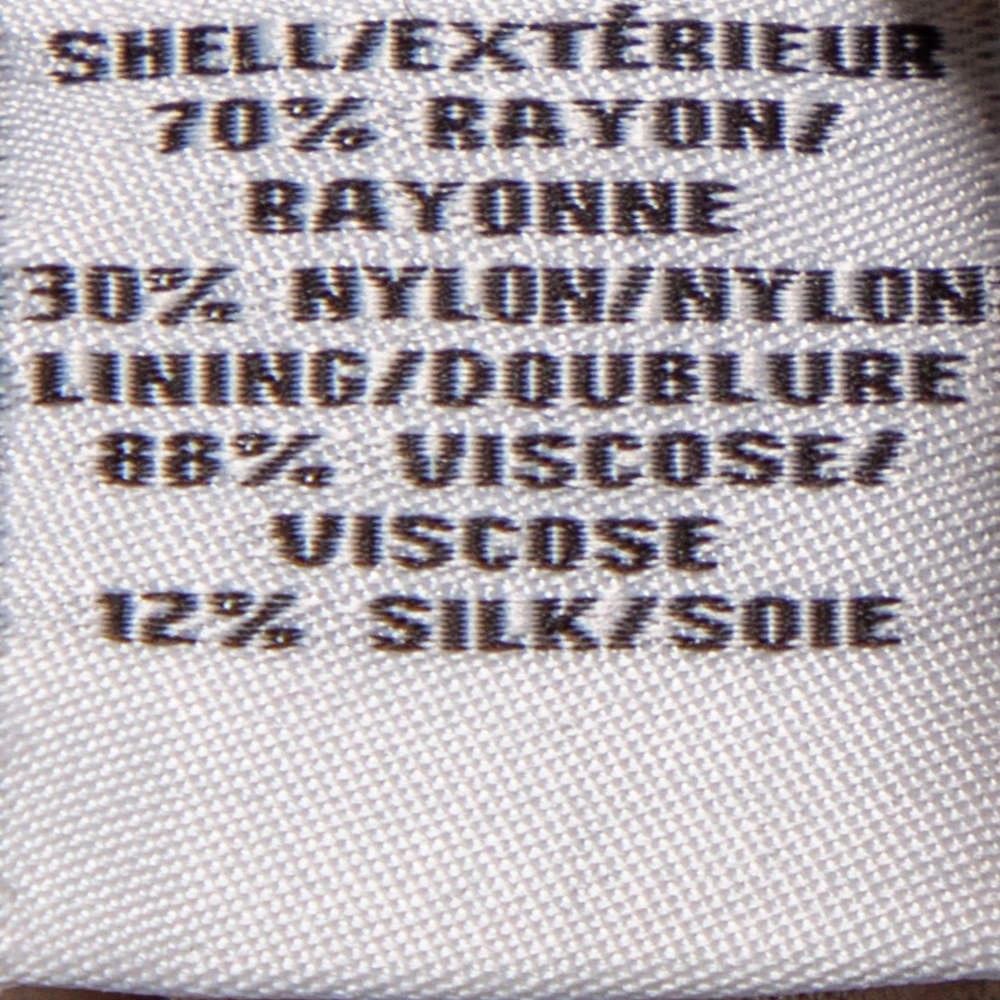 SHELL/EXTÉRIEUR
70% RAYON/
RAYONNE
30% NYLON/NYLON
LINING/DOUBLURE
88% VISCOSE/
VISCOSE
12% SILK/SOIE